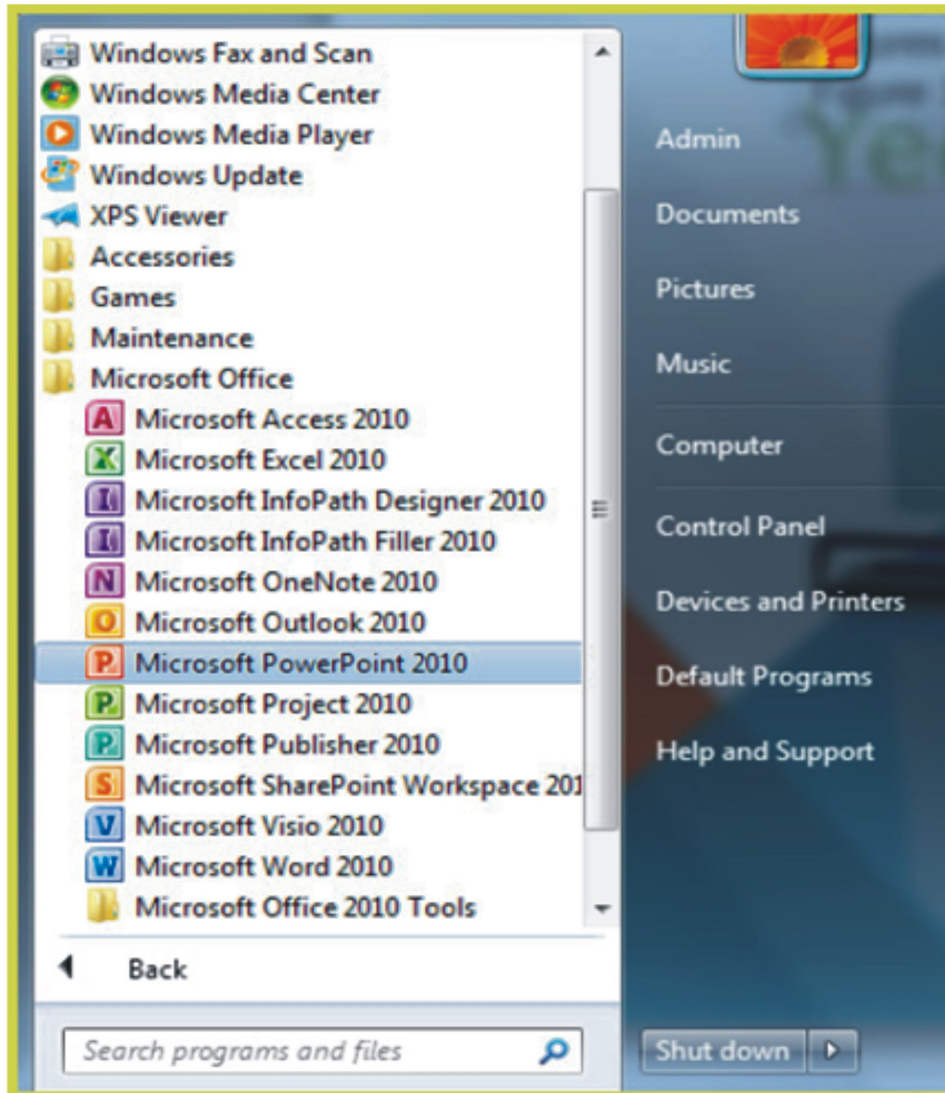 Windows Fax and Scan
Windows Media Center
Windows Media Player
Windows Update
XPS Viewer
Accessories
Games
Maintenance
Microsoft Office
Microsoft Access 2010
Microsoft Excel 2010
Microsoft InfoPath Designer 2010
Microsoft InfoPath Filler 2010
Microsoft OneNote 2010
Microsoft Outlook 2010
Microsoft PowerPoint 2010
Microsoft Project 2010
Microsoft Publisher 2010
Microsoft SharePoint Workspace 201
Microsoft Visio 2010
Microsoft Word 2010
Microsoft Office 2010 Tools
Back
Search programs and files
Admin
Documents
Pictures
Music
Computer
Control Panel
Devices and Printers
Default Programs
Help and Support
Shut down